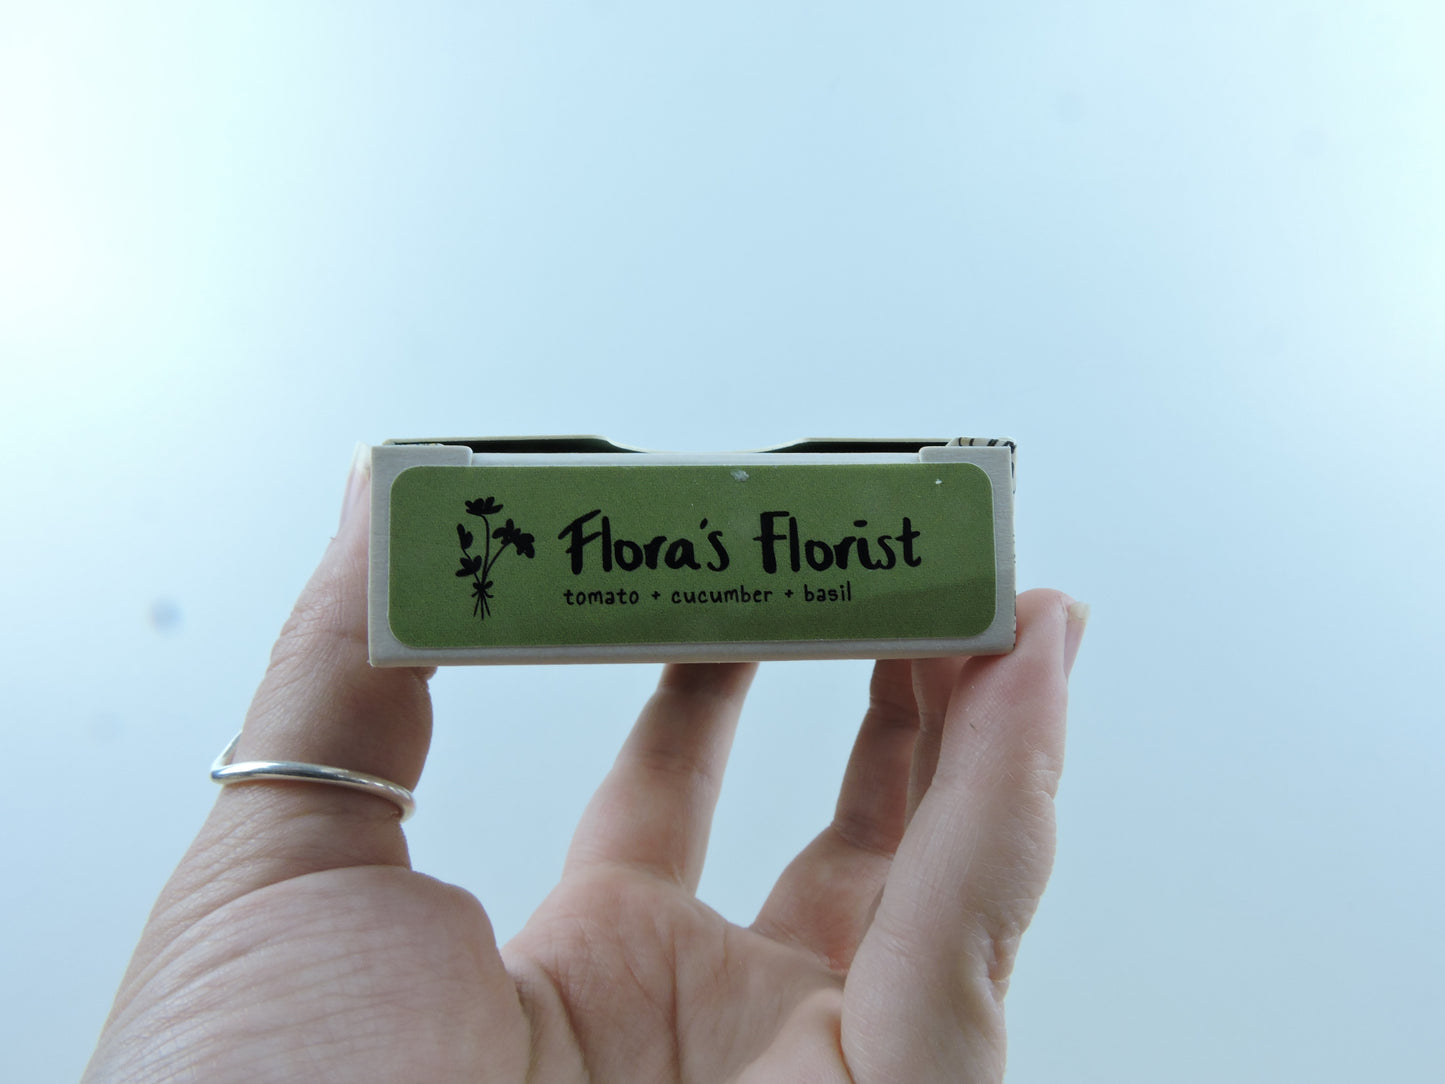 Flora's Florist
tomato + cucumber + basil